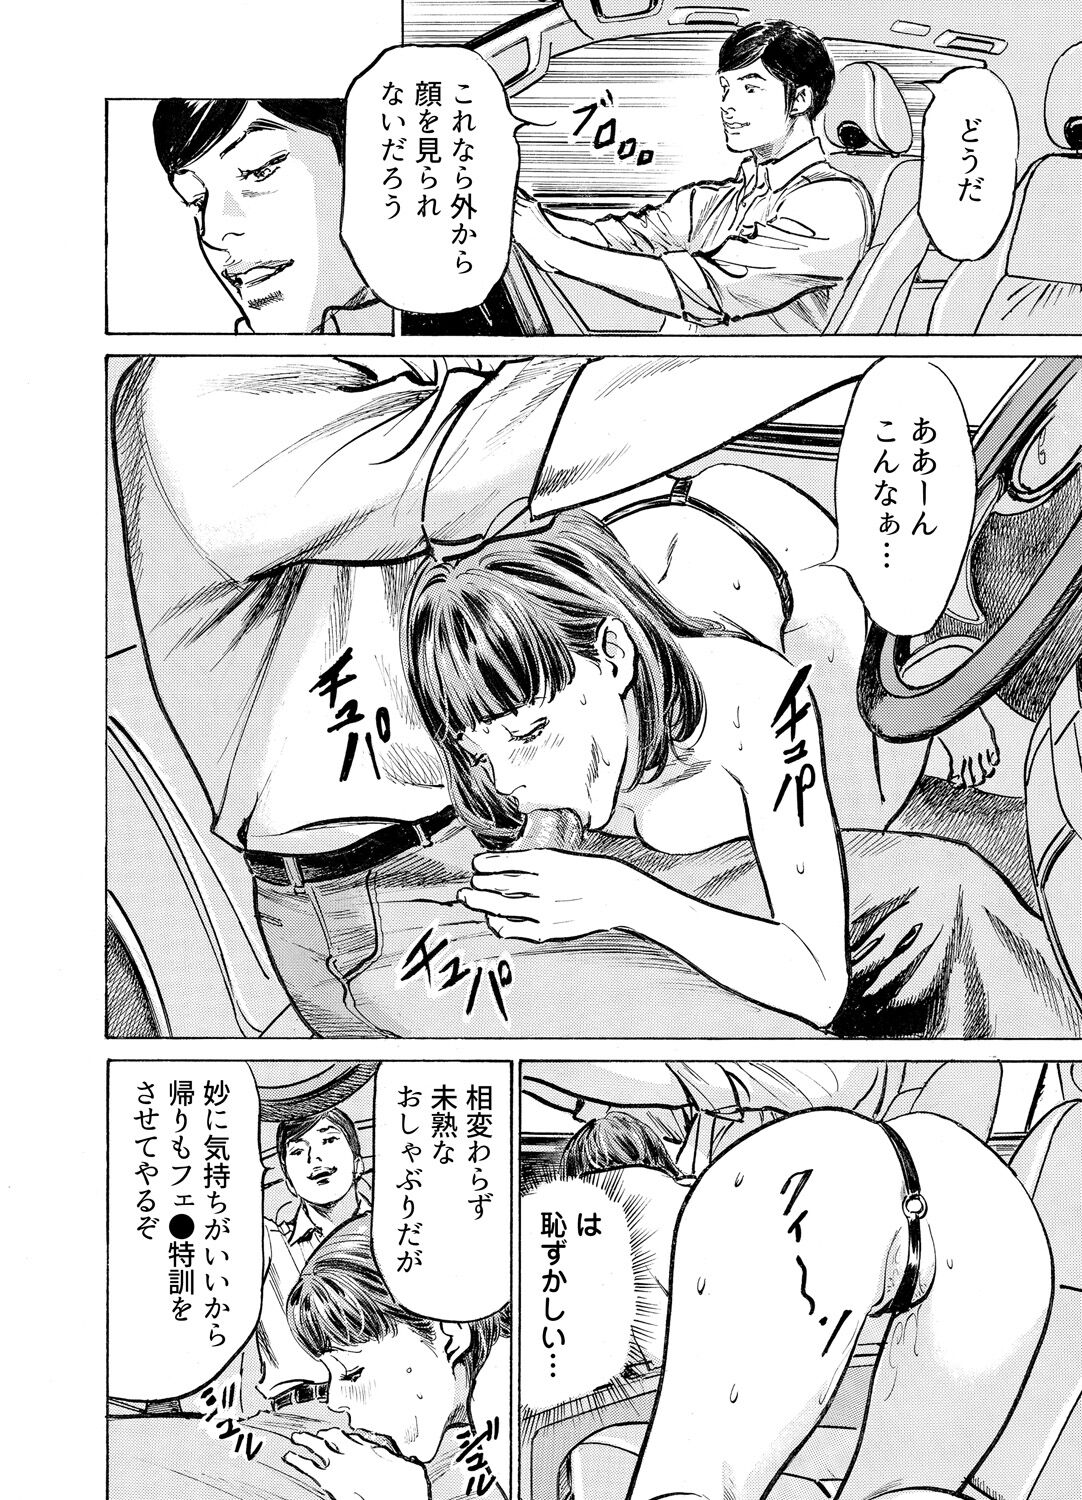 どうだ
ブロロロ
これなら外から
顔を見られ
ないだろう
ああーん
こんなぁ…
チュパ
チュパ
チュパ
は
恥ずかしい…
ウイ～ン
相変わらず
未熟な
おしゃぶりだが
妙に気持ちがいいから
帰りもフェ●特訓を
させてやるぞ
ジュル
ジュル